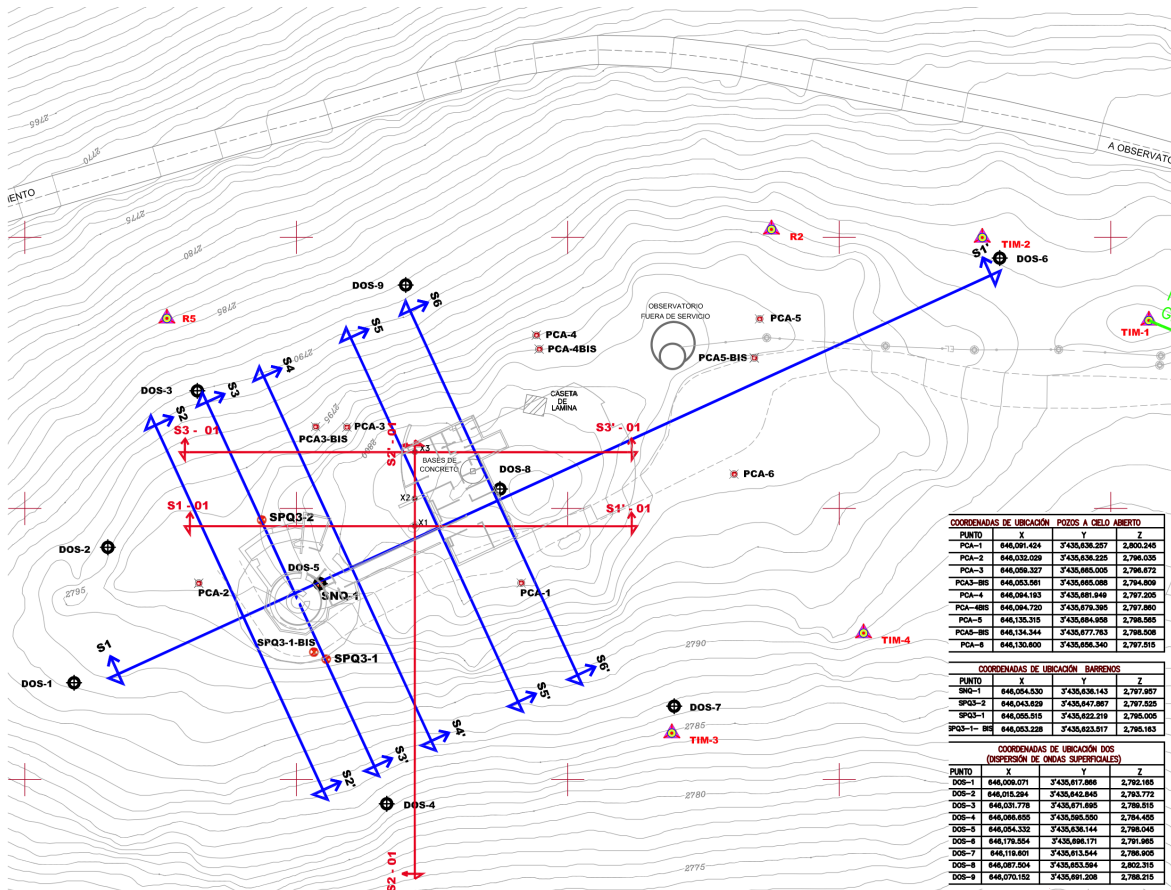 2765
2770
A OBSERVATO
IENTO
2775
2780
R2
TIM-2
S1'
DOS-6
DOS-9
S6
2785
R5
OBSERVATORIO
FUERA DE SERVICIO
PCA-5
TIM-1
G
S5
PCA-4
PCA-4BIS
PCA5-BIS
2790
S4
DOS-3
S3
S2
CASETA
DE
LAMINA
2795
PCA-3
PCA3-BIS
S3 - 01
S3' - 01
2800
S2' - 01
X3
BASES DE
CONCRETO
DOS-8
PCA-6
X2
S1 - 01
S1' - 01
SPQ3-2
X1
DOS-2
DOS-5
SNQ-1
PCA-2
PCA-1
2795
SPQ3-1-BIS
SPQ3-1
S1
TIM-4
2790
DOS-1
S6'
S5'
DOS-7
2785
TIM-3
S4'
S3'
S2'
2780
DOS-4
S2 - 01
2775
COORDENADAS DE UBICACIÓN POZOS A CIELO ABIERTO
PUNTO X Y Z
PCA-1 646,091.424 3'435,636.257 2,800.245
PCA-2 646,032.029 3'435,636.225 2,796.035
PCA-3 646,059.327 3'435,665.005 2,796.672
PCA3-BIS 646,053.561 3'435,665.088 2,794.809
PCA-4 646,094.193 3'435,681.949 2,797.205
PCA-4BIS 646,094.720 3'435,679.395 2,797.860
PCA-5 646,135.315 3'435,684.958 2,798.565
PCA5-BIS 646,134.344 3'435,677.763 2,798.508
PCA-6 646,130.600 3'435,656.340 2,797.515
COORDENADAS DE UBICACIÓN BARRENOS
PUNTO X Y Z
SNQ-1 646,054.530 3'435,636.143 2,797.957
SPQ3-2 646,043.629 3'435,647.867 2,797.525
SPQ3-1 646,055.515 3'435,622.219 2,795.005
SPQ3-1- BIS 646,053.228 3'435,623.517 2,795.163
COORDENADAS DE UBICACIÓN DOS
(DISPERSIÓN DE ONDAS SUPERFICIALES)
PUNTO X Y Z
DOS-1 646,009.071 3'435,617.866 2,792.165
DOS-2 646,015.294 3'435,642.845 2,793.772
DOS-3 646,031.778 3'435,671.695 2,789.515
DOS-4 646,066.655 3'435,595.550 2,784.455
DOS-5 646,054.332 3'435,636.144 2,798.045
DOS-6 646,179.554 3'435,696.171 2,791.965
DOS-7 646,119.601 3'435,613.544 2,786.905
DOS-8 646,087.504 3'435,653.594 2,802.315
DOS-9 646,070.152 3'435,691.208 2,788.215